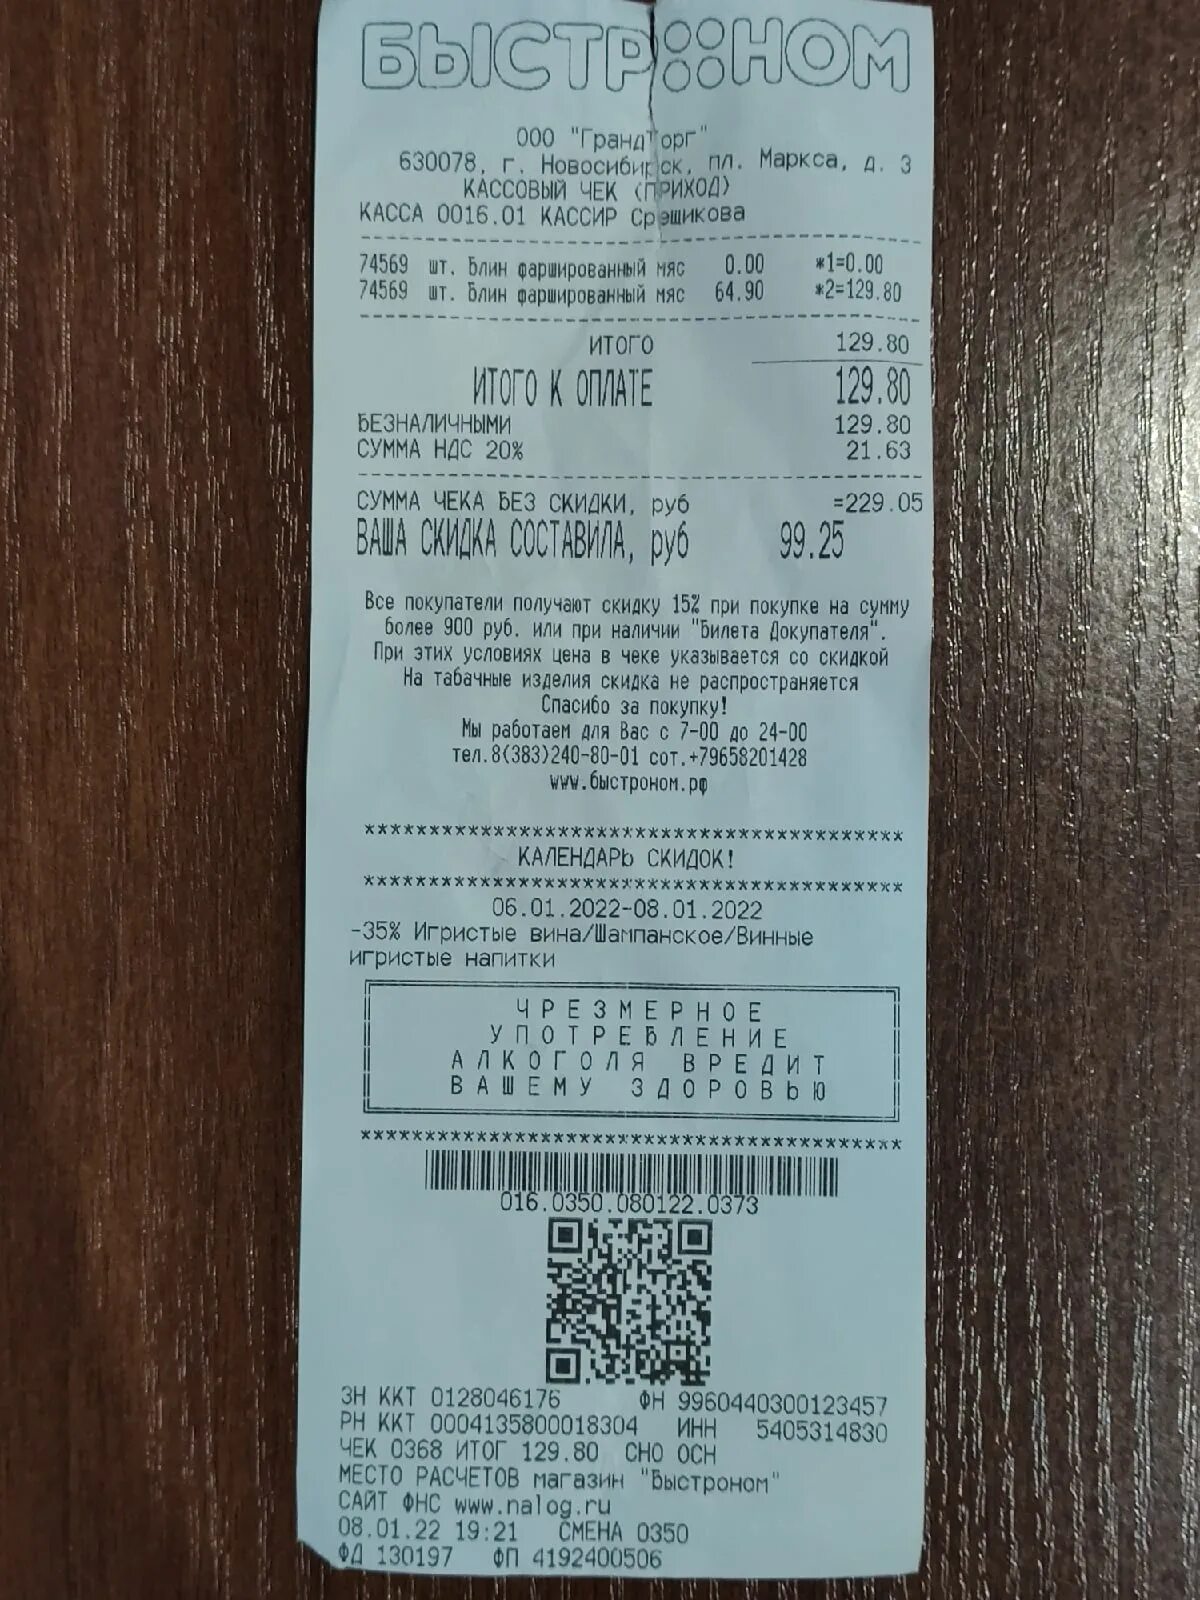 БЫСТРОНОМ
ООО "ГрандТорг"
630078, г. Новосибирск, пл. Маркса, д. 3
КАССОВЫЙ ЧЕК (ПРИХОД)
КАССА 0016.01 КАССИР Срещикова
74569 шт. Блин фаршированный мяс 0.00 *1=0.00
74569 шт. Блин фаршированный мяс 64.90 *2=129.80
ИТОГО 129.80
ИТОГО К ОПЛАТЕ 129.80
БЕЗНАЛИЧНЫМИ 129.80
СУММА НДС 20% 21.63
СУММА ЧЕКА БЕЗ СКИДКИ, руб =229.05
ВАША СКИДКА СОСТАВИЛА, руб 99.25
Все покупатели получают скидку 15% при покупке на сумму
более 900 руб. или при наличии "Билета Докупателя".
При этих условиях цена в чеке указывается со скидкой
На табачные изделия скидка не распространяется
Спасибо за покупку!
Мы работаем для Вас с 7-00 до 24-00
тел.8(383)240-80-01 сот.+79658201428
www.быстроном.рф
******************************************
КАЛЕНДАРЬ СКИДОК!
******************************************
06.01.2022-08.01.2022
-35% Игристые вина/Шампанское/Винные
игристые напитки
ЧРЕЗМЕРНОЕ
УПОТРЕБЛЕНИЕ
АЛКОГОЛЯ ВРЕДИТ
ВАШЕМУ ЗДОРОВЬЮ
******************************************
016.0350.080122.0373
ЗН ККТ 0128046176 ФН 9960440300123457
РН ККТ 0004135800018304 ИНН 5405314830
ЧЕК 0368 ИТОГ 129.80 СНО ОСН
МЕСТО РАСЧЕТОВ магазин "Быстроном"
САЙТ ФНС www.nalog.ru
08.01.22 19:21 СМЕНА 0350
ФД 130197 ФП 4192400506